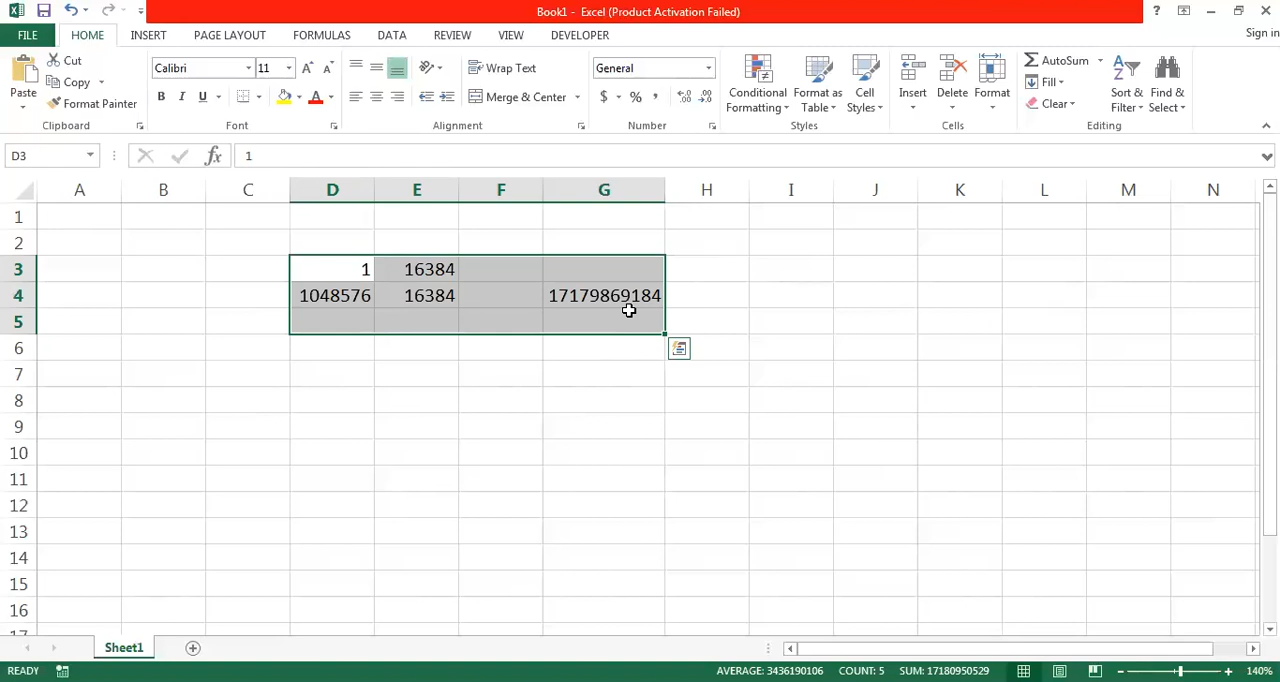 Book1 - Excel (Product Activation Failed)
Sign in
FILE HOME INSERT PAGE LAYOUT FORMULAS DATA REVIEW VIEW DEVELOPER
Paste
Cut
Copy
Format Painter
Clipboard
Calibri 11
B I U
Font
Wrap Text
Merge & Center
Alignment
General
$ % ,
Number
Conditional Formatting
Format as Table
Cell Styles
Styles
Insert
Delete
Format
Cells
AutoSum
Fill
Clear
Sort & Filter
Find & Select
Editing
D3 fx 1
A B C D E F G H I J K L M N
1
2
3 1 16384
4 1048576 16384 17179869184
5
6
7
8
9
10
11
12
13
14
15
16
17
Sheet1
READY AVERAGE: 3436190106 COUNT: 5 SUM: 17180950529 140%